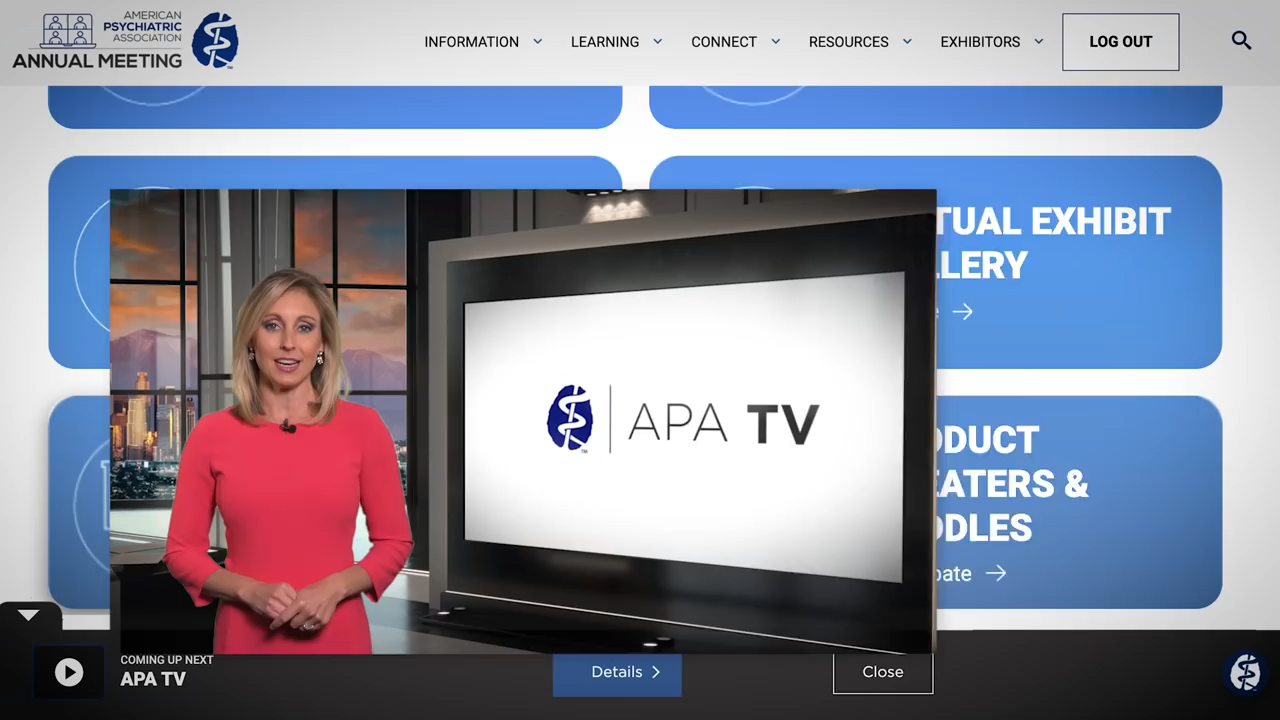 AMERICAN
PSYCHIATRIC
ASSOCIATION
ANNUAL MEETING
INFORMATION
LEARNING
CONNECT
RESOURCES
EXHIBITORS
LOG OUT
TUAL EXHIBIT
LLERY
APA TV
DUCT
EATERS &
DDLES
pate
COMING UP NEXT
APA TV
Details
Close